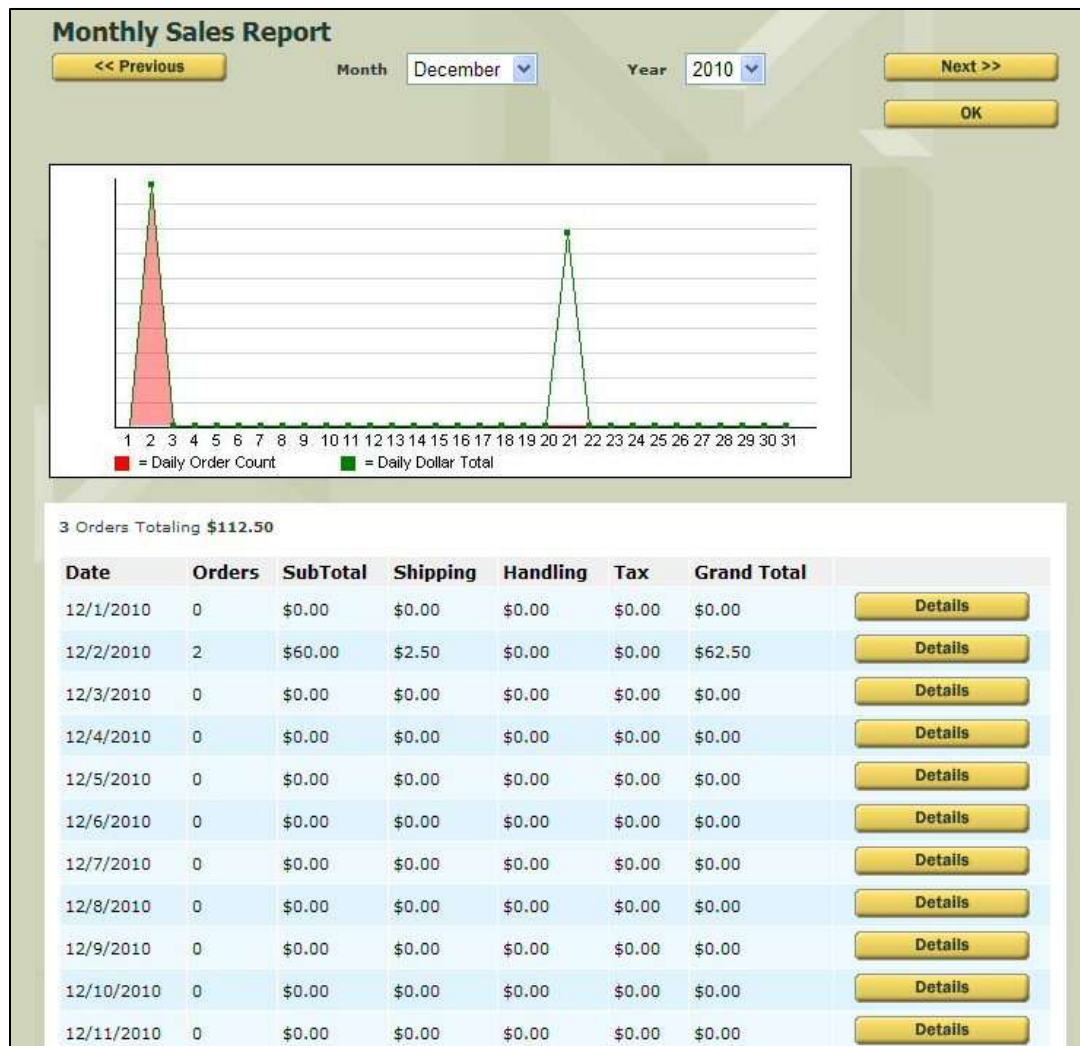 Monthly Sales Report
<< Previous Month December Year 2010 Next >>
OK
1 2 3 4 5 6 7 8 9 10 11 12 13 14 15 16 17 18 19 20 21 22 23 24 25 26 27 28 29 30 31
= Daily Order Count = Daily Dollar Total
3 Orders Totaling $112.50
Date Orders SubTotal Shipping Handling Tax Grand Total
12/1/2010 0 $0.00 $0.00 $0.00 $0.00 $0.00 Details
12/2/2010 2 $60.00 $2.50 $0.00 $0.00 $62.50 Details
12/3/2010 0 $0.00 $0.00 $0.00 $0.00 $0.00 Details
12/4/2010 0 $0.00 $0.00 $0.00 $0.00 $0.00 Details
12/5/2010 0 $0.00 $0.00 $0.00 $0.00 $0.00 Details
12/6/2010 0 $0.00 $0.00 $0.00 $0.00 $0.00 Details
12/7/2010 0 $0.00 $0.00 $0.00 $0.00 $0.00 Details
12/8/2010 0 $0.00 $0.00 $0.00 $0.00 $0.00 Details
12/9/2010 0 $0.00 $0.00 $0.00 $0.00 $0.00 Details
12/10/2010 0 $0.00 $0.00 $0.00 $0.00 $0.00 Details
12/11/2010 0 $0.00 $0.00 $0.00 $0.00 $0.00 Details